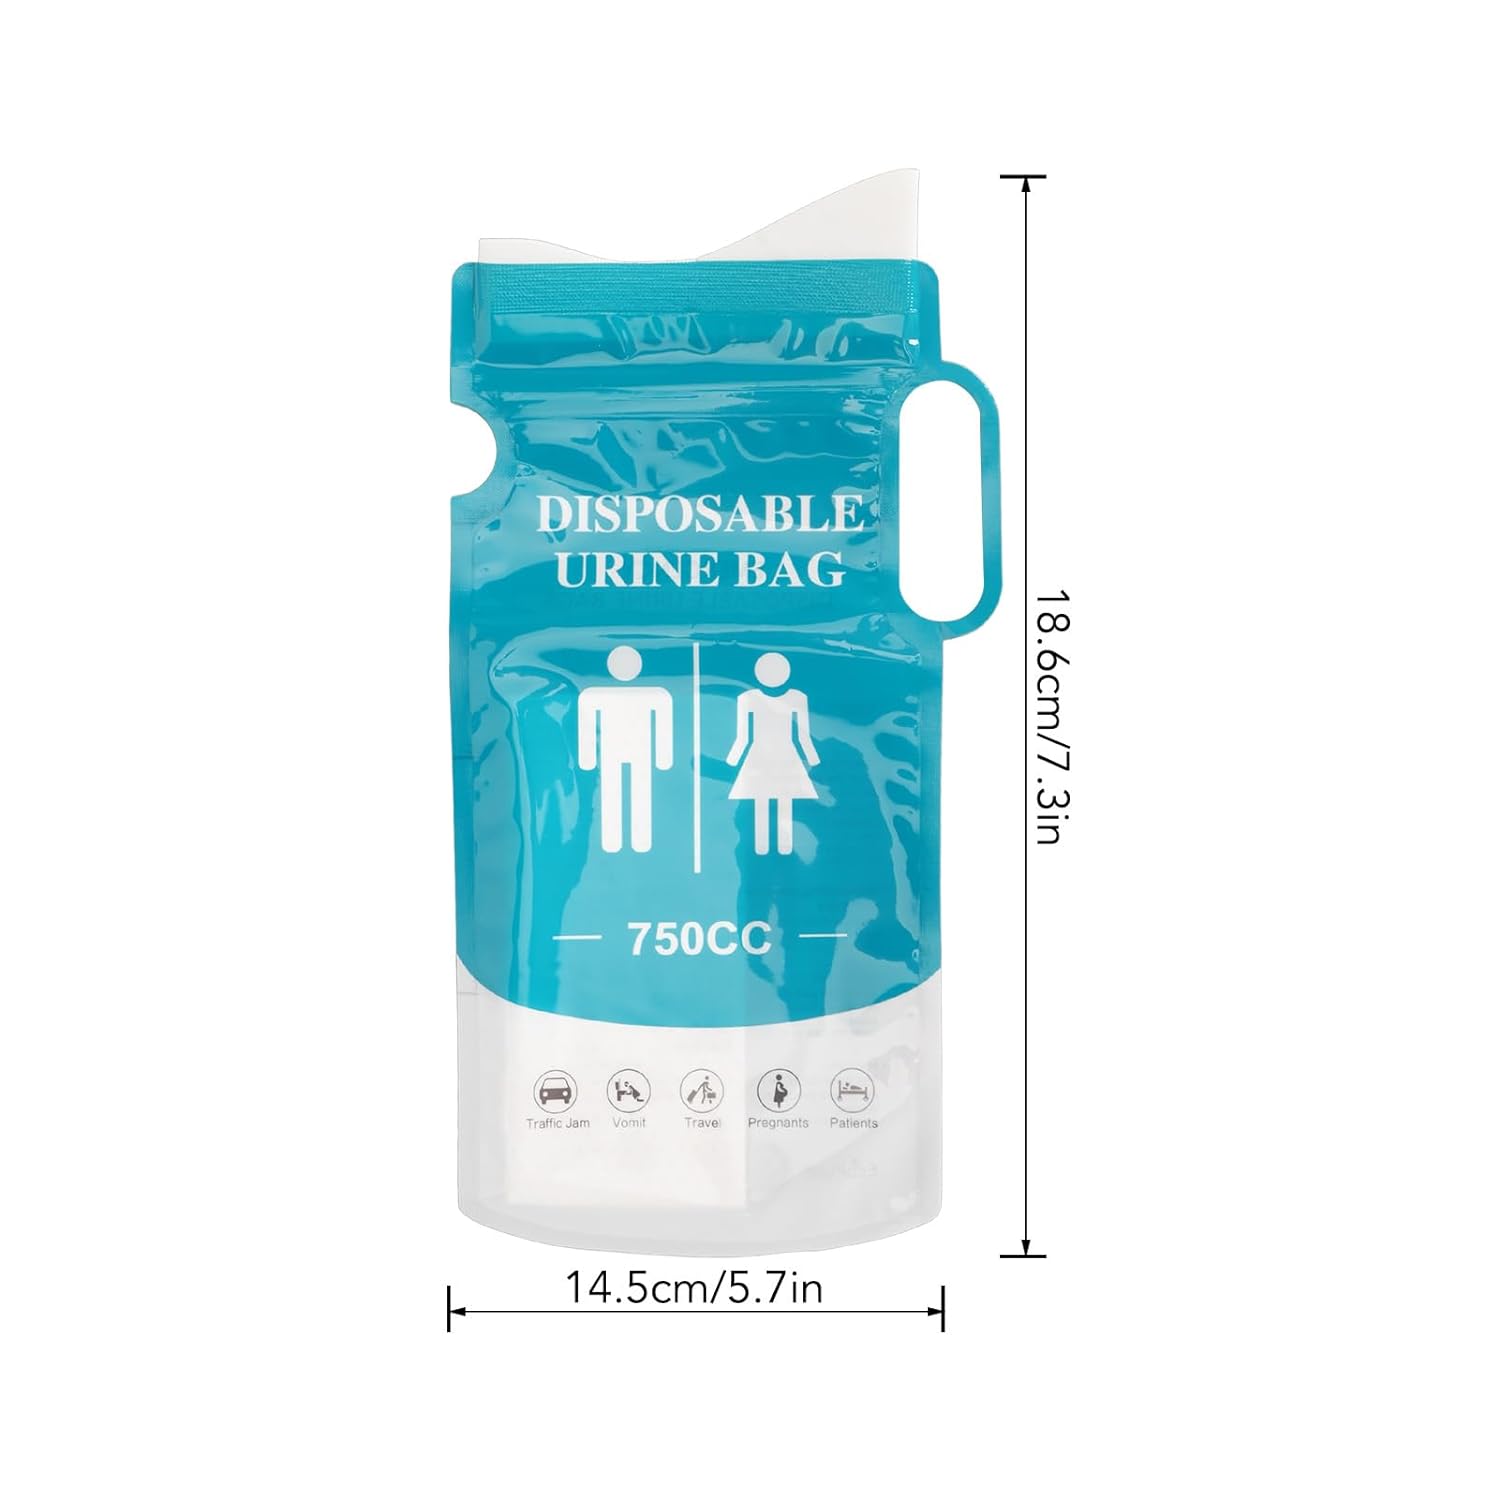 DISPOSABLE
URINE BAG
750CC
Traffic Jam Vomit Travel Pregnants Patients
18.6cm/7.3in
14.5cm/5.7in